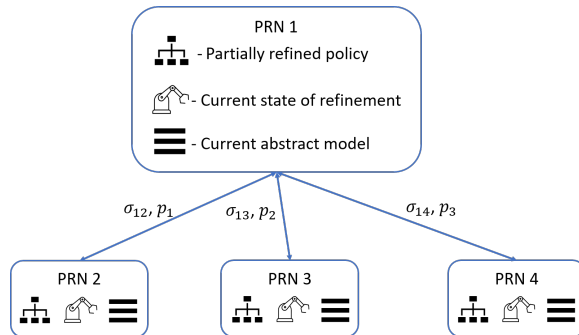 PRN 1
- Partially refined policy
- Current state of refinement
- Current abstract model
σ₁₂, p₁
σ₁₃, p₂
σ₁₄, p₃
PRN 2
PRN 3
PRN 4